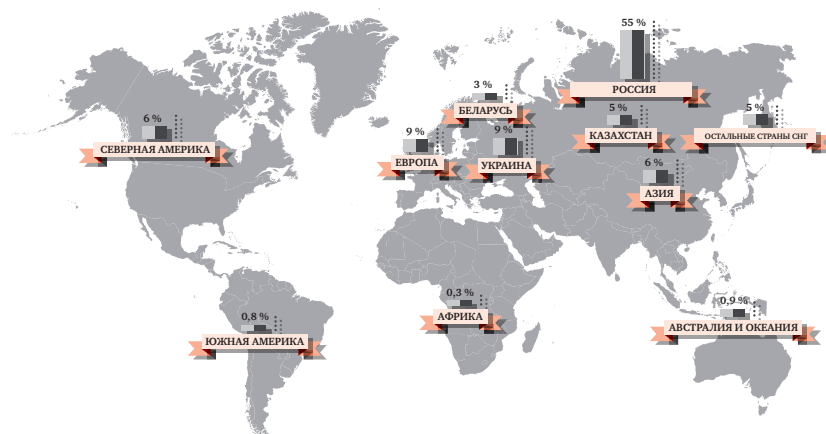 55 %
РОССИЯ
3 %
БЕЛАРУСЬ
6 %
СЕВЕРНАЯ АМЕРИКА
9 %
ЕВРОПА
9 %
УКРАИНА
5 %
КАЗАХСТАН
5 %
ОСТАЛЬНЫЕ СТРАНЫ СНГ
6 %
АЗИЯ
0,8 %
ЮЖНАЯ АМЕРИКА
0,3 %
АФРИКА
0,9 %
АВСТРАЛИЯ И ОКЕАНИЯ